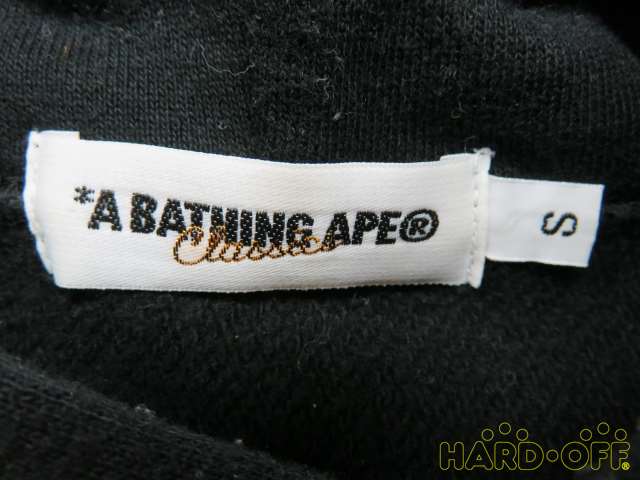 *A BATHING APE®
Classic
S
HARD·OFF®